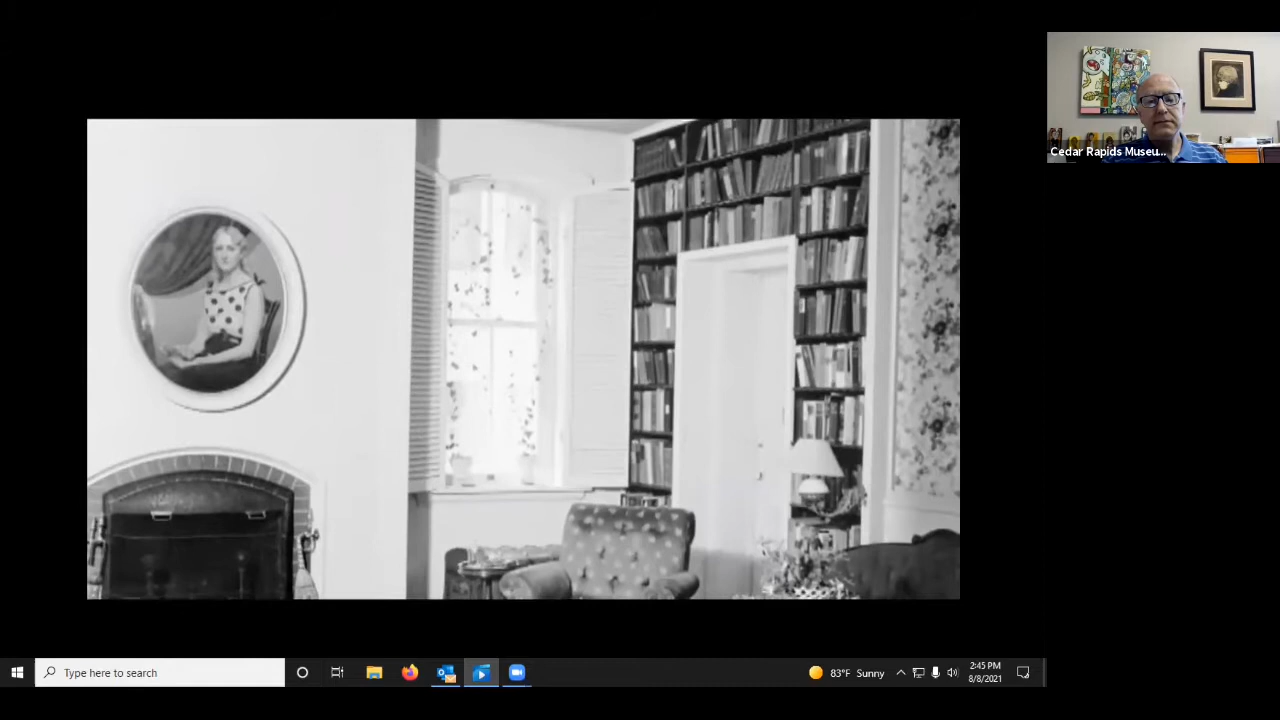 Cedar Rapids Museu...
Type here to search
83°F Sunny
2:45 PM
8/8/2021